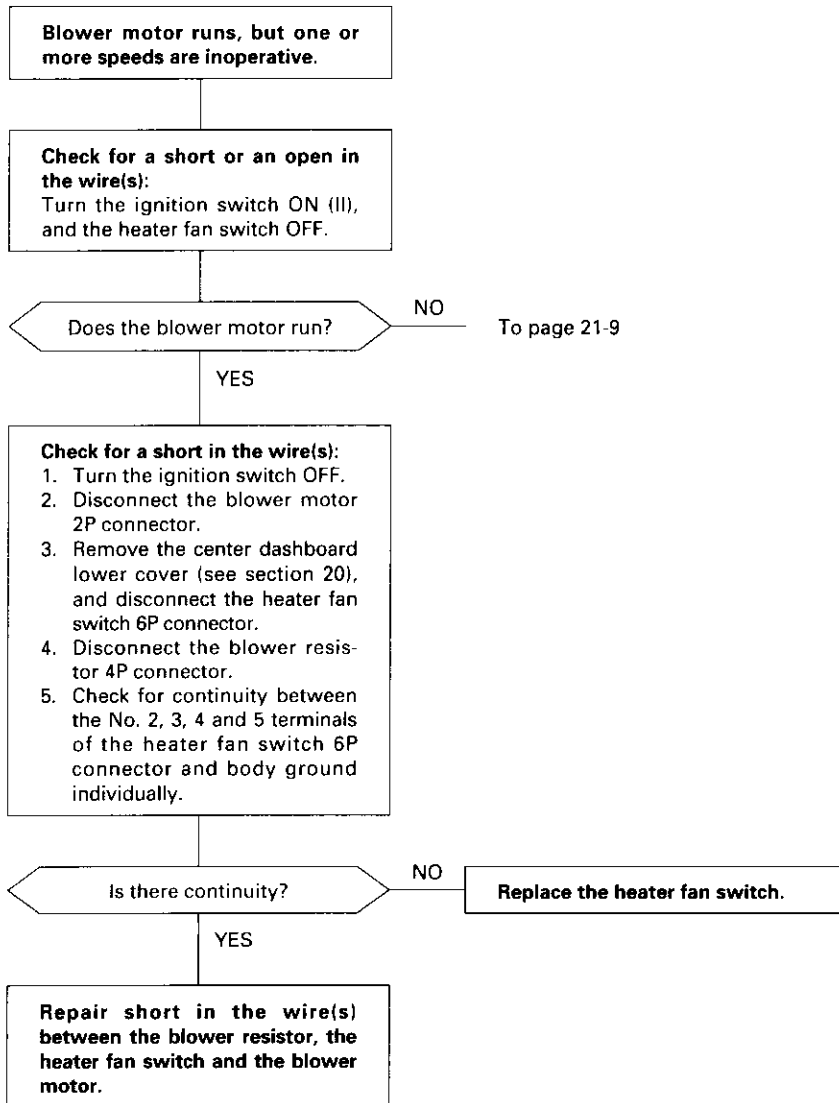 Blower motor runs, but one or
more speeds are inoperative.
Check for a short or an open in
the wire(s):
Turn the ignition switch ON (II),
and the heater fan switch OFF.
Does the blower motor run?
NO
To page 21-9
YES
Check for a short in the wire(s):
1. Turn the ignition switch OFF.
2. Disconnect the blower motor
2P connector.
3. Remove the center dashboard
lower cover (see section 20),
and disconnect the heater fan
switch 6P connector.
4. Disconnect the blower resis-
tor 4P connector.
5. Check for continuity between
the No. 2, 3, 4 and 5 terminals
of the heater fan switch 6P
connector and body ground
individually.
Is there continuity?
NO
Replace the heater fan switch.
YES
Repair short in the wire(s)
between the blower resistor, the
heater fan switch and the blower
motor.